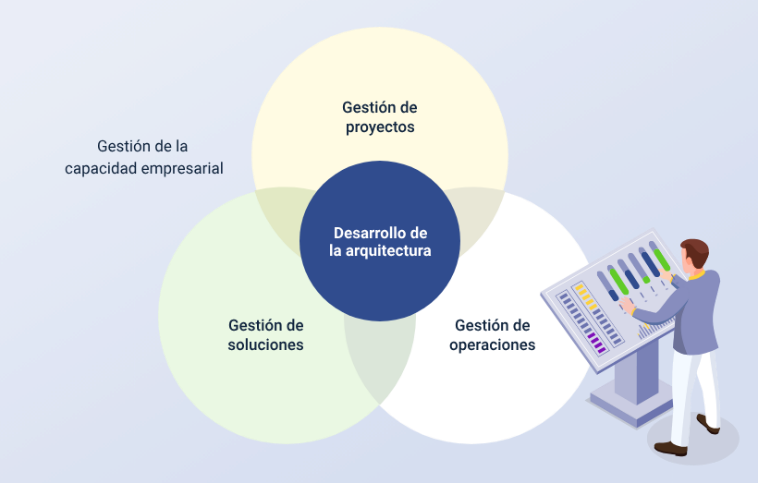 Gestión de
proyectos
Gestión de la
capacidad empresarial
Desarrollo de
la arquitectura
Gestión de
soluciones
Gestión de
operaciones